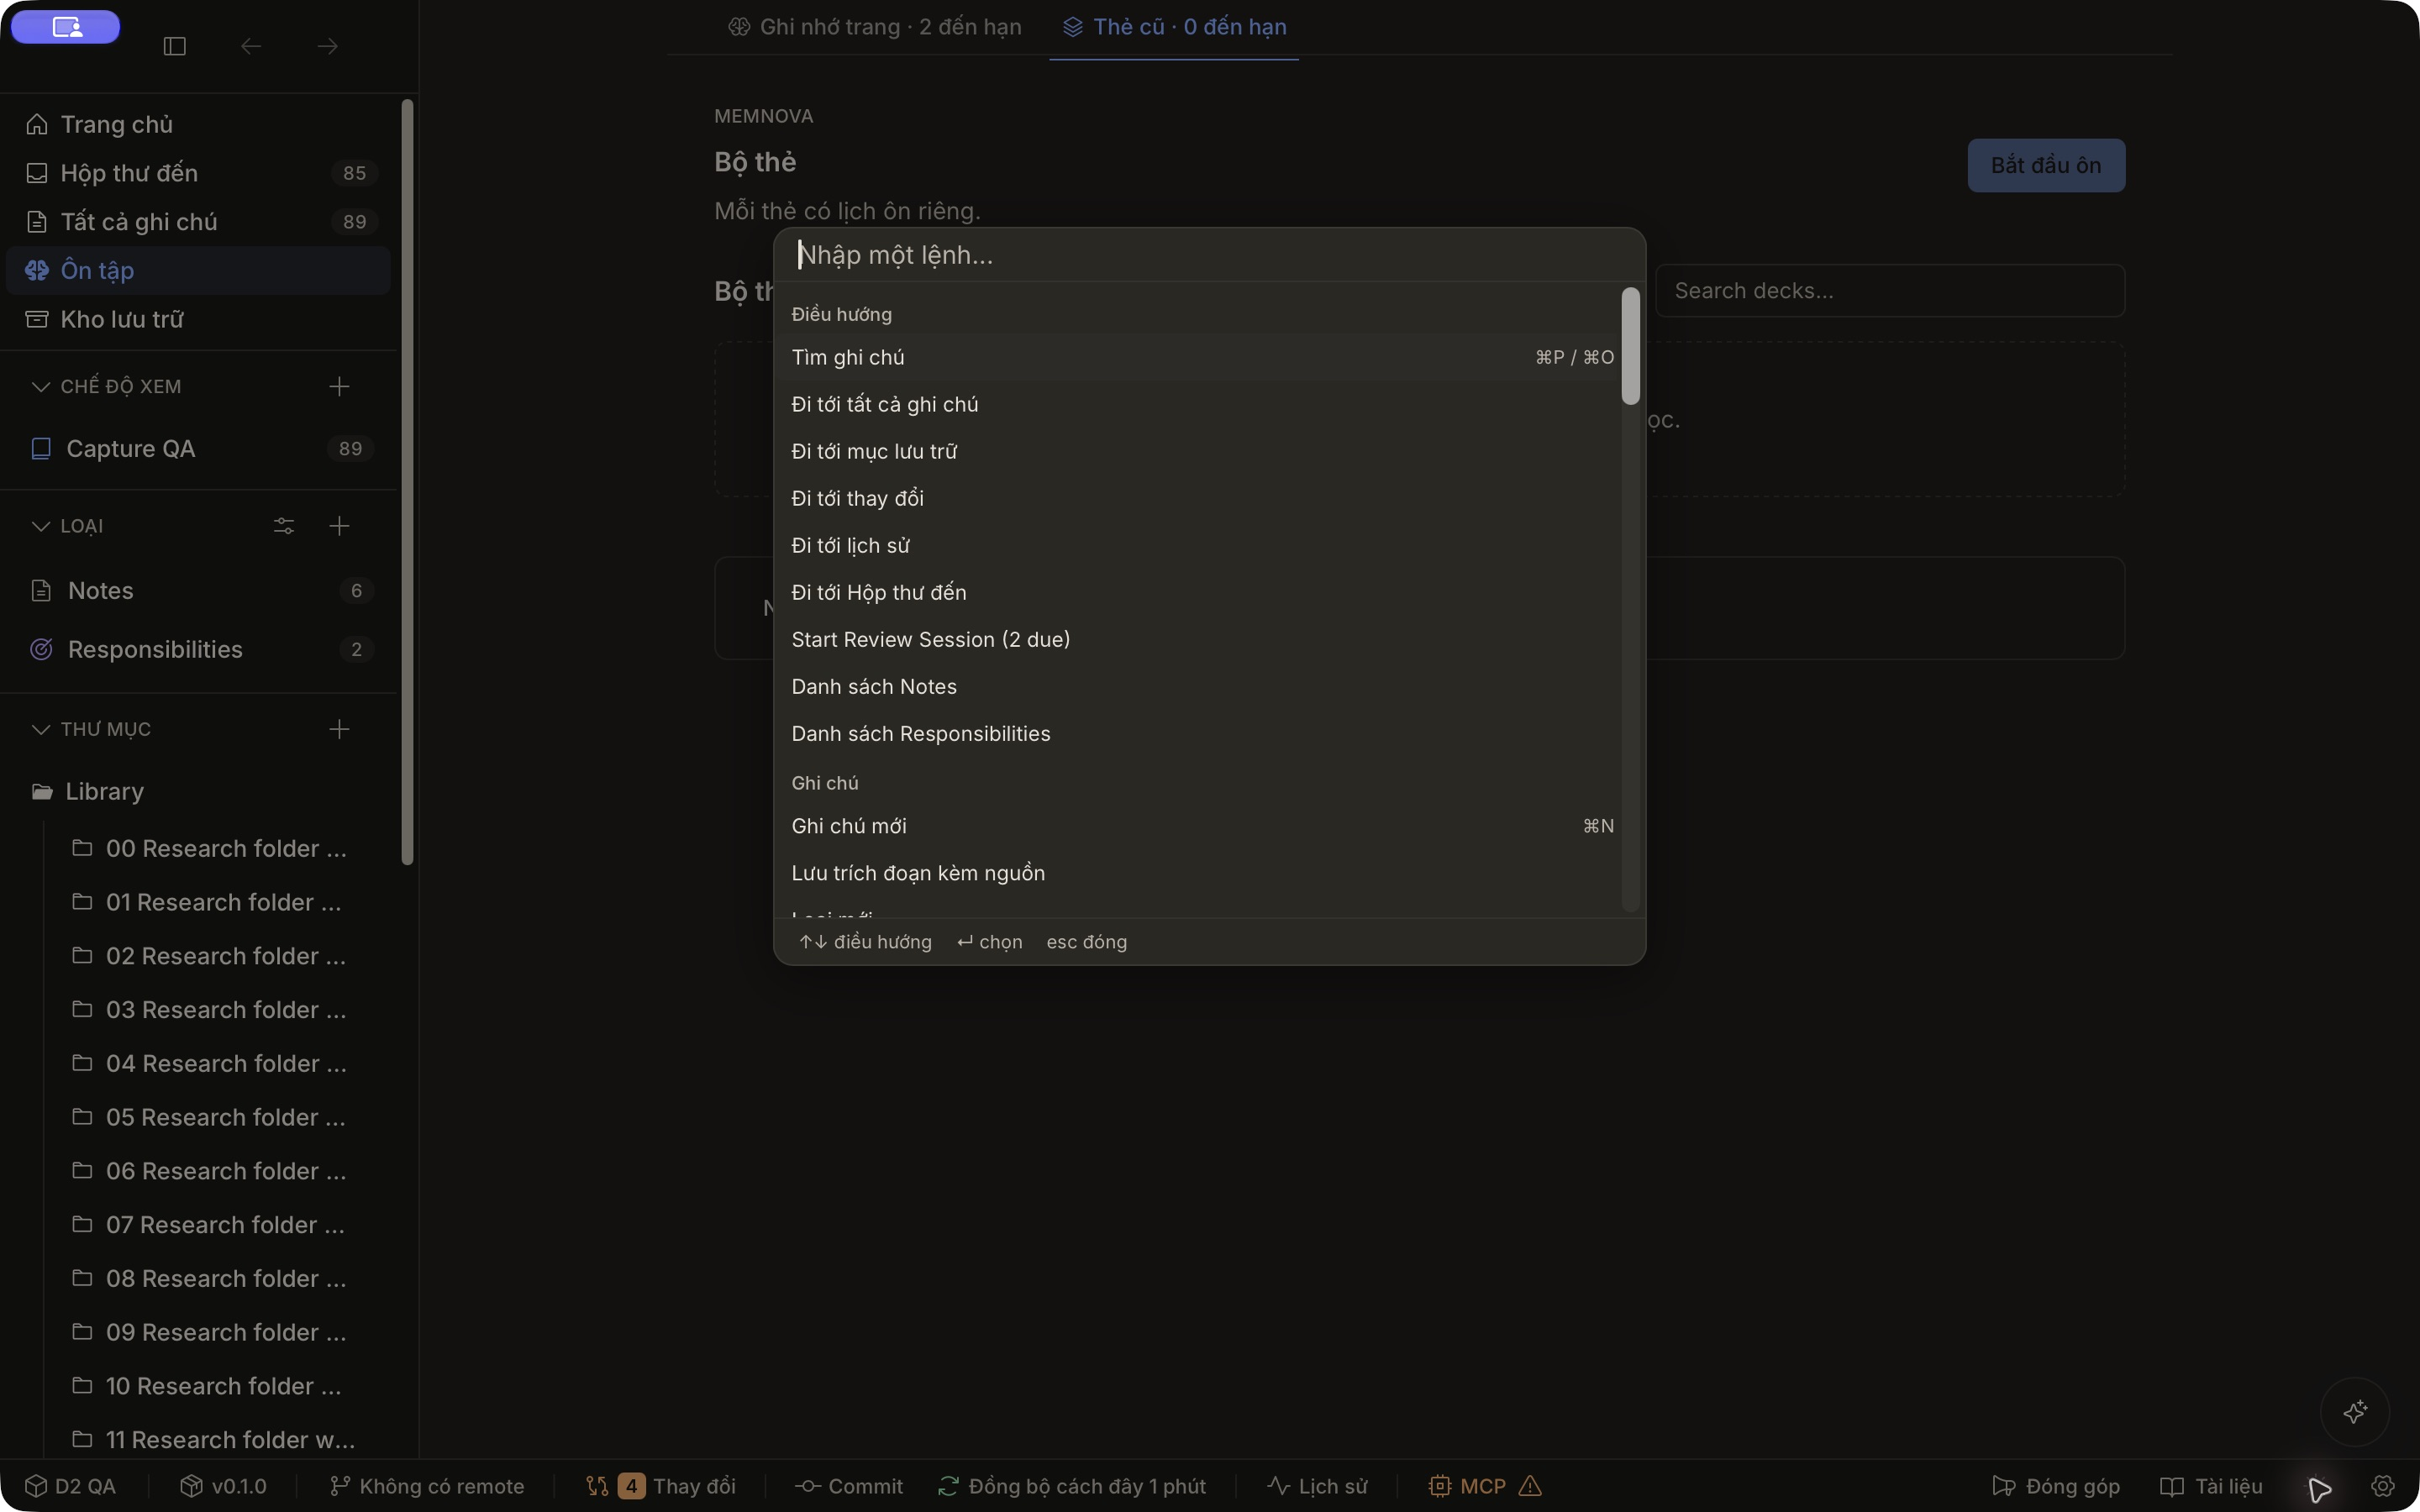 Ghi nhớ trang · 2 đến hạn
Thẻ cũ · 0 đến hạn
Trang chủ
Hộp thư đến 85
Tất cả ghi chú 89
Ôn tập
Kho lưu trữ
CHẾ ĐỘ XEM
Capture QA 89
LOẠI
Notes 6
Responsibilities 2
THƯ MỤC
Library
00 Research folder ...
01 Research folder ...
02 Research folder ...
03 Research folder ...
04 Research folder ...
05 Research folder ...
06 Research folder ...
07 Research folder ...
08 Research folder ...
09 Research folder ...
10 Research folder ...
11 Research folder w...
MEMNOVA
Bộ thẻ
Bắt đầu ôn
Mỗi thẻ có lịch ôn riêng.
Bộ th
Search decks...
ọc.
N
Nhập một lệnh...
Điều hướng
Tìm ghi chú ⌘P / ⌘O
Đi tới tất cả ghi chú
Đi tới mục lưu trữ
Đi tới thay đổi
Đi tới lịch sử
Đi tới Hộp thư đến
Start Review Session (2 due)
Danh sách Notes
Danh sách Responsibilities
Ghi chú
Ghi chú mới ⌘N
Lưu trích đoạn kèm nguồn
Loại mới
↑↓ điều hướng ↵ chọn esc đóng
D2 QA v0.1.0 Không có remote 4 Thay đổi Commit Đồng bộ cách đây 1 phút Lịch sử MCP Đóng góp Tài liệu